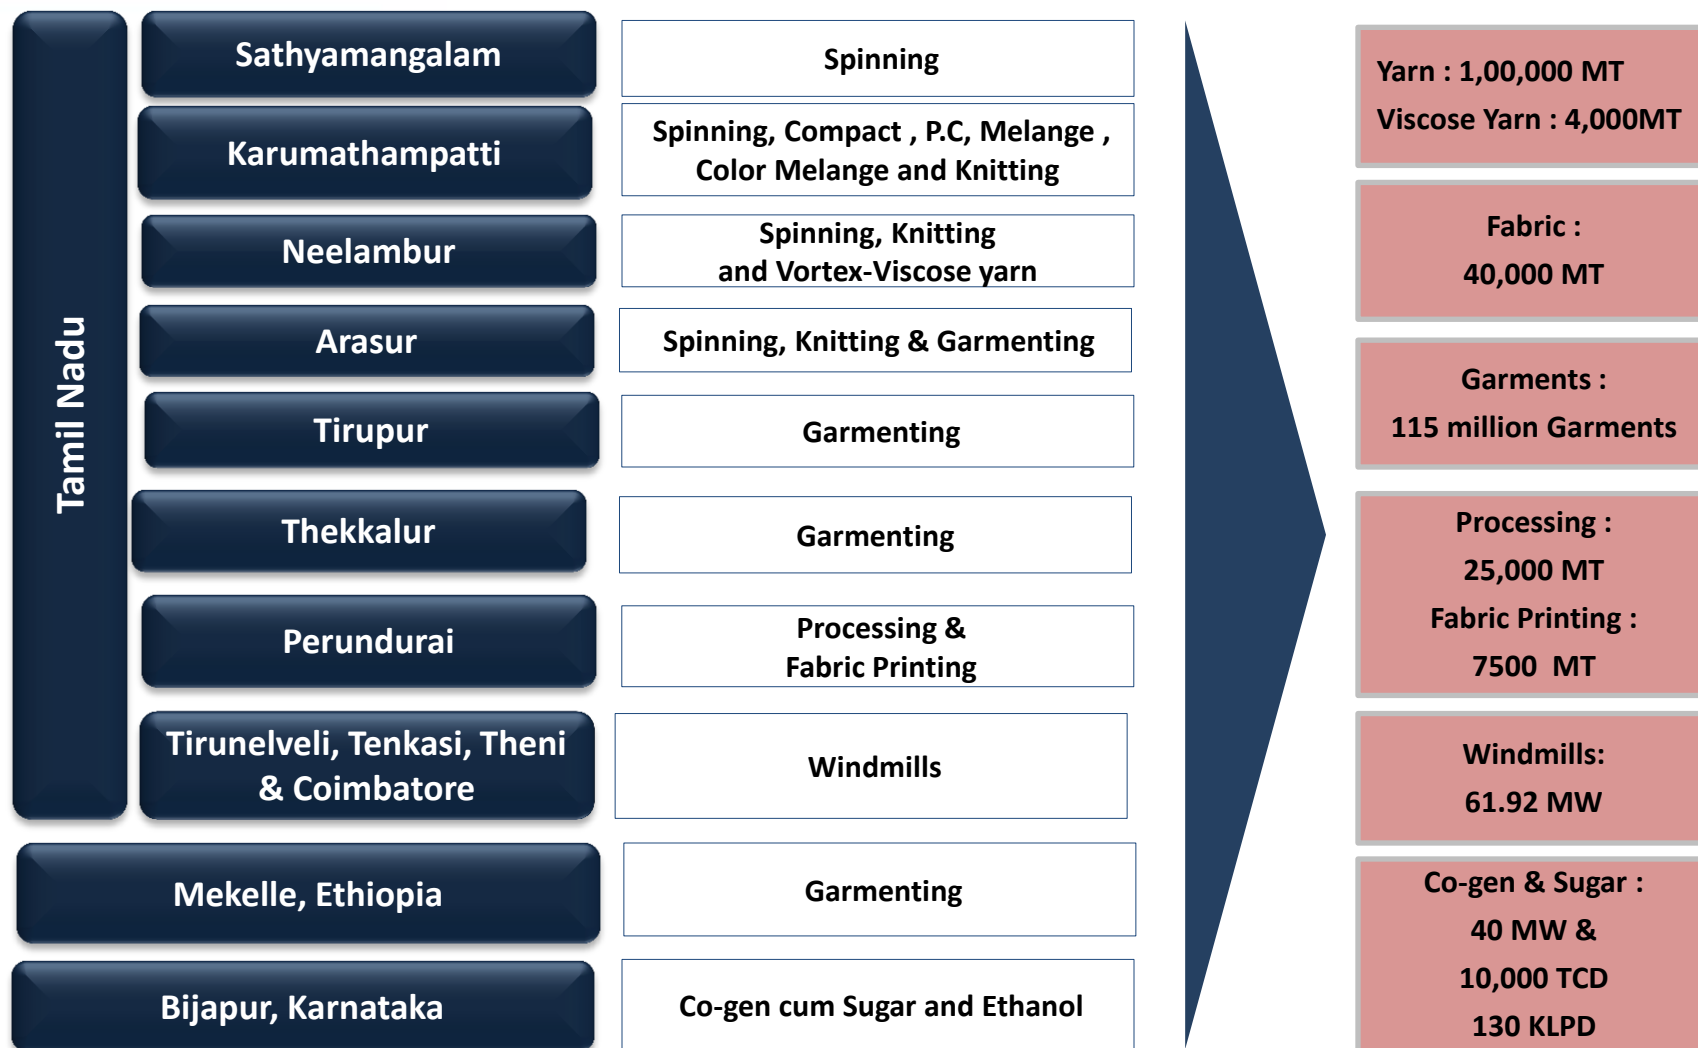 Tamil Nadu
Sathyamangalam
Spinning
Karumathampatti
Spinning, Compact , P.C, Melange ,
Color Melange and Knitting
Neelambur
Spinning, Knitting
and Vortex-Viscose yarn
Arasur
Spinning, Knitting & Garmenting
Tirupur
Garmenting
Thekkalur
Garmenting
Perundurai
Processing &
Fabric Printing
Tirunelveli, Tenkasi, Theni
& Coimbatore
Windmills
Mekelle, Ethiopia
Garmenting
Bijapur, Karnataka
Co-gen cum Sugar and Ethanol
Yarn : 1,00,000 MT
Viscose Yarn : 4,000MT
Fabric :
40,000 MT
Garments :
115 million Garments
Processing :
25,000 MT
Fabric Printing :
7500 MT
Windmills:
61.92 MW
Co-gen & Sugar :
40 MW &
10,000 TCD
130 KLPD